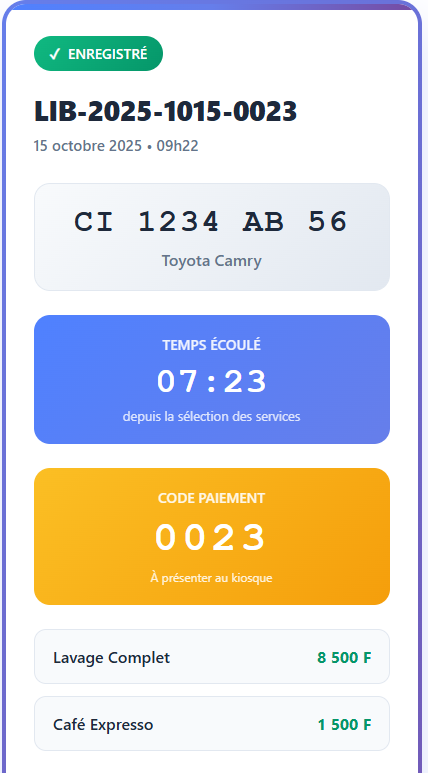 ✓ ENREGISTRÉ
LIB-2025-1015-0023
15 octobre 2025 • 09h22
CI 1234 AB 56
Toyota Camry
TEMPS ÉCOULÉ
07:23
depuis la sélection des services
CODE PAIEMENT
0023
À présenter au kiosque
Lavage Complet 8 500 F
Café Expresso 1 500 F